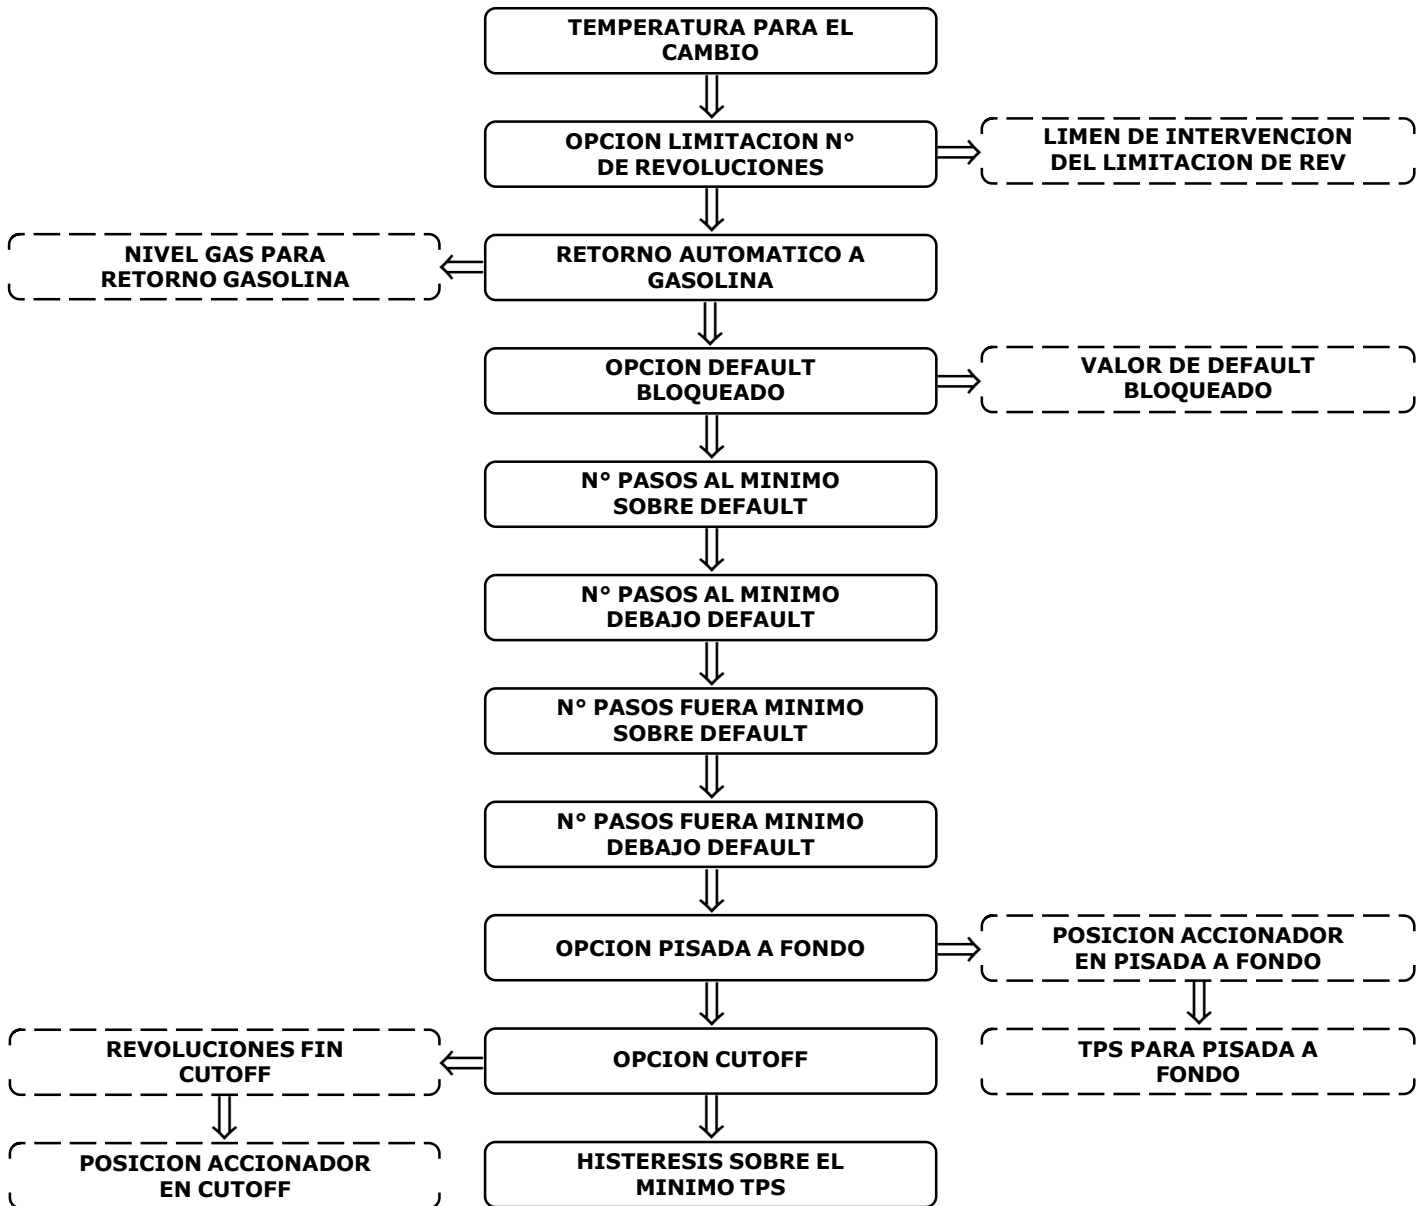 TEMPERATURA PARA EL
CAMBIO
OPCION LIMITACION N°
DE REVOLUCIONES
LIMEN DE INTERVENCION
DEL LIMITACION DE REV
NIVEL GAS PARA
RETORNO GASOLINA
RETORNO AUTOMATICO A
GASOLINA
OPCION DEFAULT
BLOQUEADO
VALOR DE DEFAULT
BLOQUEADO
N° PASOS AL MINIMO
SOBRE DEFAULT
N° PASOS AL MINIMO
DEBAJO DEFAULT
N° PASOS FUERA MINIMO
SOBRE DEFAULT
N° PASOS FUERA MINIMO
DEBAJO DEFAULT
OPCION PISADA A FONDO
POSICION ACCIONADOR
EN PISADA A FONDO
REVOLUCIONES FIN
CUTOFF
OPCION CUTOFF
TPS PARA PISADA A
FONDO
POSICION ACCIONADOR
EN CUTOFF
HISTERESIS SOBRE EL
MINIMO TPS